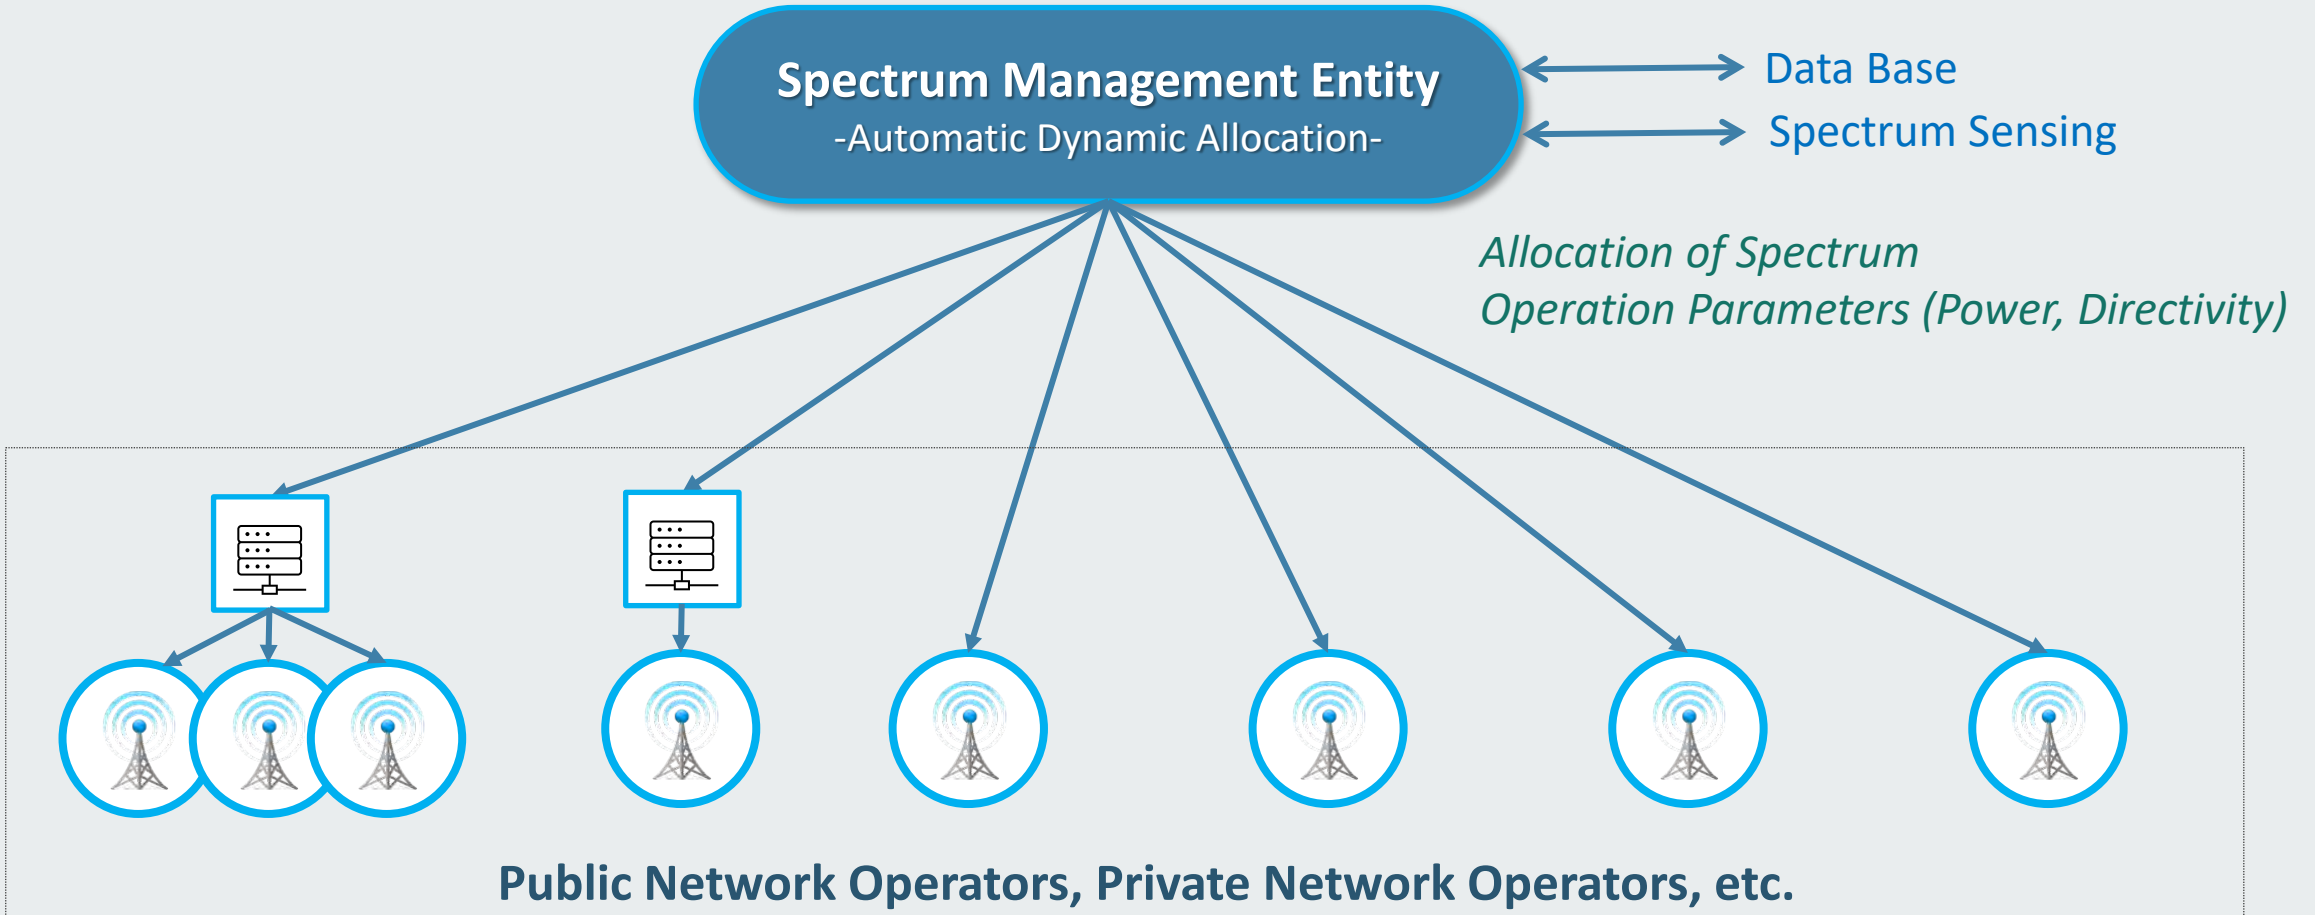 Spectrum Management Entity
-Automatic Dynamic Allocation-
Data Base
Spectrum Sensing
Allocation of Spectrum
Operation Parameters (Power, Directivity)
Public Network Operators, Private Network Operators, etc.